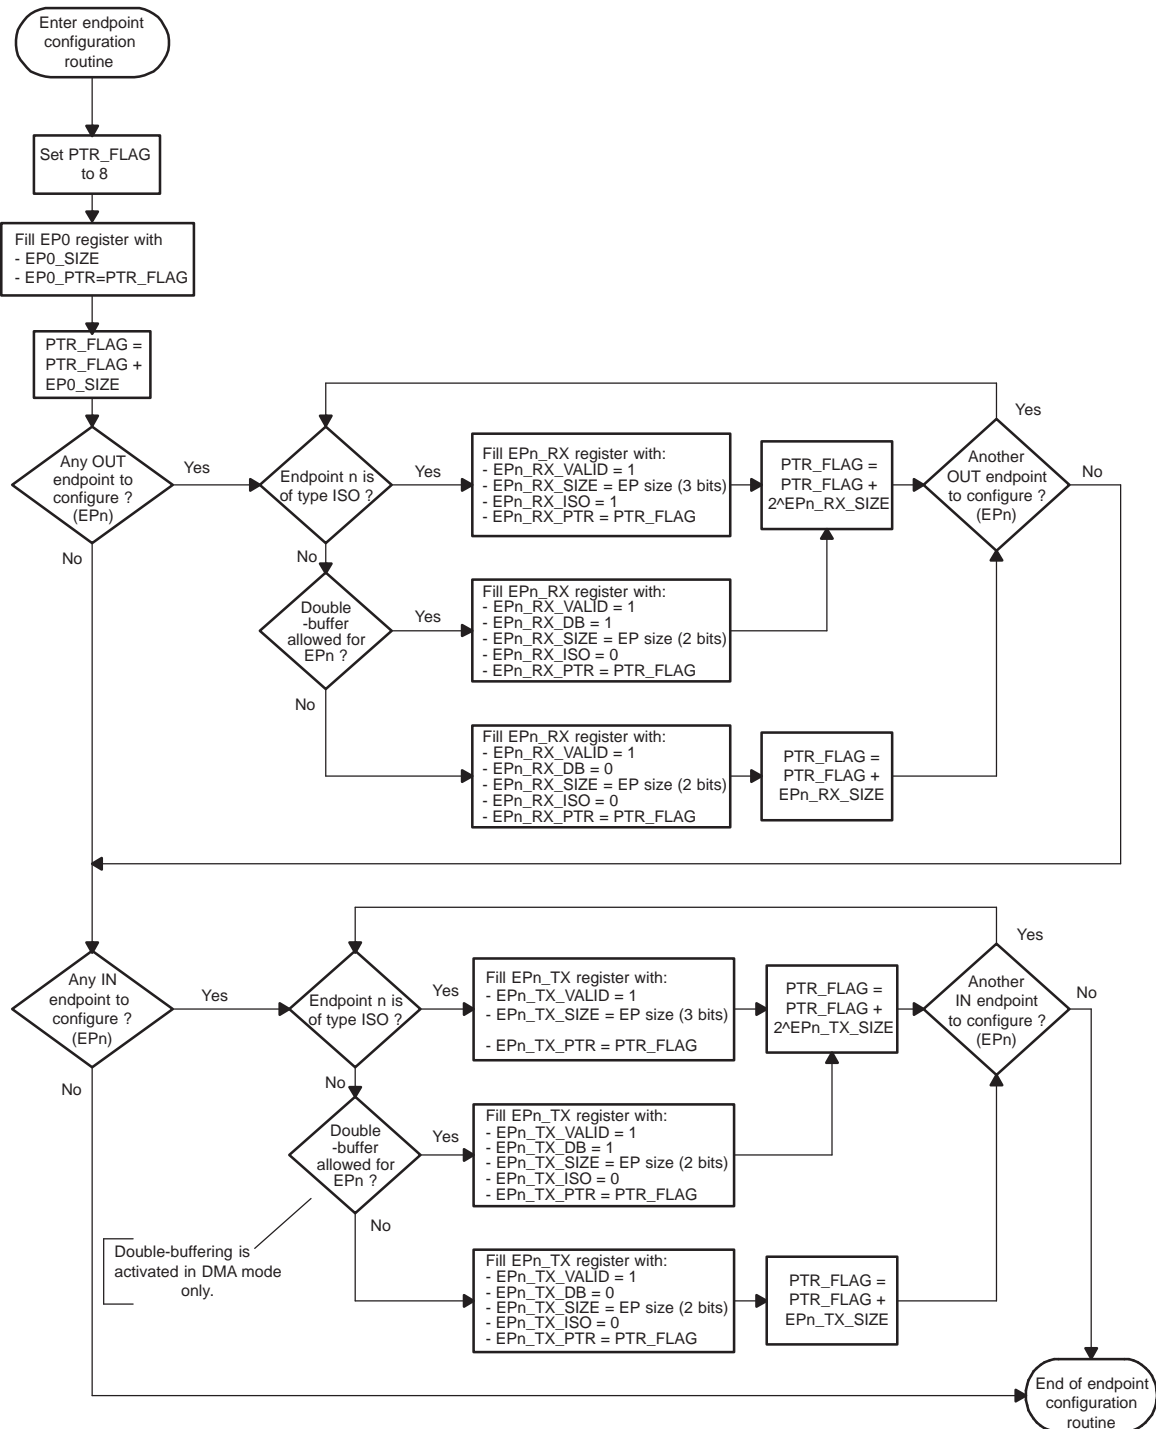 Enter endpoint
configuration
routine
Set PTR_FLAG
to 8
Fill EP0 register with
- EP0_SIZE
- EP0_PTR=PTR_FLAG
PTR_FLAG =
PTR_FLAG +
EP0_SIZE
Any OUT
endpoint to
configure ?
(EPn)
Yes
No
Endpoint n is
of type ISO ?
Yes
No
Fill EPn_RX register with:
- EPn_RX_VALID = 1
- EPn_RX_SIZE = EP size (3 bits)
- EPn_RX_ISO = 1
- EPn_RX_PTR = PTR_FLAG
PTR_FLAG =
PTR_FLAG +
2^EPn_RX_SIZE
Another
OUT endpoint
to configure ?
(EPn)
Yes
No
Double
-buffer
allowed for
EPn ?
Yes
No
Fill EPn_RX register with:
- EPn_RX_VALID = 1
- EPn_RX_DB = 1
- EPn_RX_SIZE = EP size (2 bits)
- EPn_RX_ISO = 0
- EPn_RX_PTR = PTR_FLAG
Fill EPn_RX register with:
- EPn_RX_VALID = 1
- EPn_RX_DB = 0
- EPn_RX_SIZE = EP size (2 bits)
- EPn_RX_ISO = 0
- EPn_RX_PTR = PTR_FLAG
PTR_FLAG =
PTR_FLAG +
EPn_RX_SIZE
Any IN
endpoint to
configure ?
(EPn)
Yes
No
Endpoint n is
of type ISO ?
Yes
No
Fill EPn_TX register with:
- EPn_TX_VALID = 1
- EPn_TX_SIZE = EP size (3 bits)
- EPn_TX_PTR = PTR_FLAG
PTR_FLAG =
PTR_FLAG +
2^EPn_TX_SIZE
Another
IN endpoint
to configure ?
(EPn)
Yes
No
Double
-buffer
allowed for
EPn ?
Yes
No
Fill EPn_TX register with:
- EPn_TX_VALID = 1
- EPn_TX_DB = 1
- EPn_TX_SIZE = EP size (2 bits)
- EPn_TX_ISO = 0
- EPn_TX_PTR = PTR_FLAG
Double-buffering is
activated in DMA mode
only.
Fill EPn_TX register with:
- EPn_TX_VALID = 1
- EPn_TX_DB = 0
- EPn_TX_SIZE = EP size (2 bits)
- EPn_TX_ISO = 0
- EPn_TX_PTR = PTR_FLAG
PTR_FLAG =
PTR_FLAG +
EPn_TX_SIZE
End of endpoint
configuration
routine